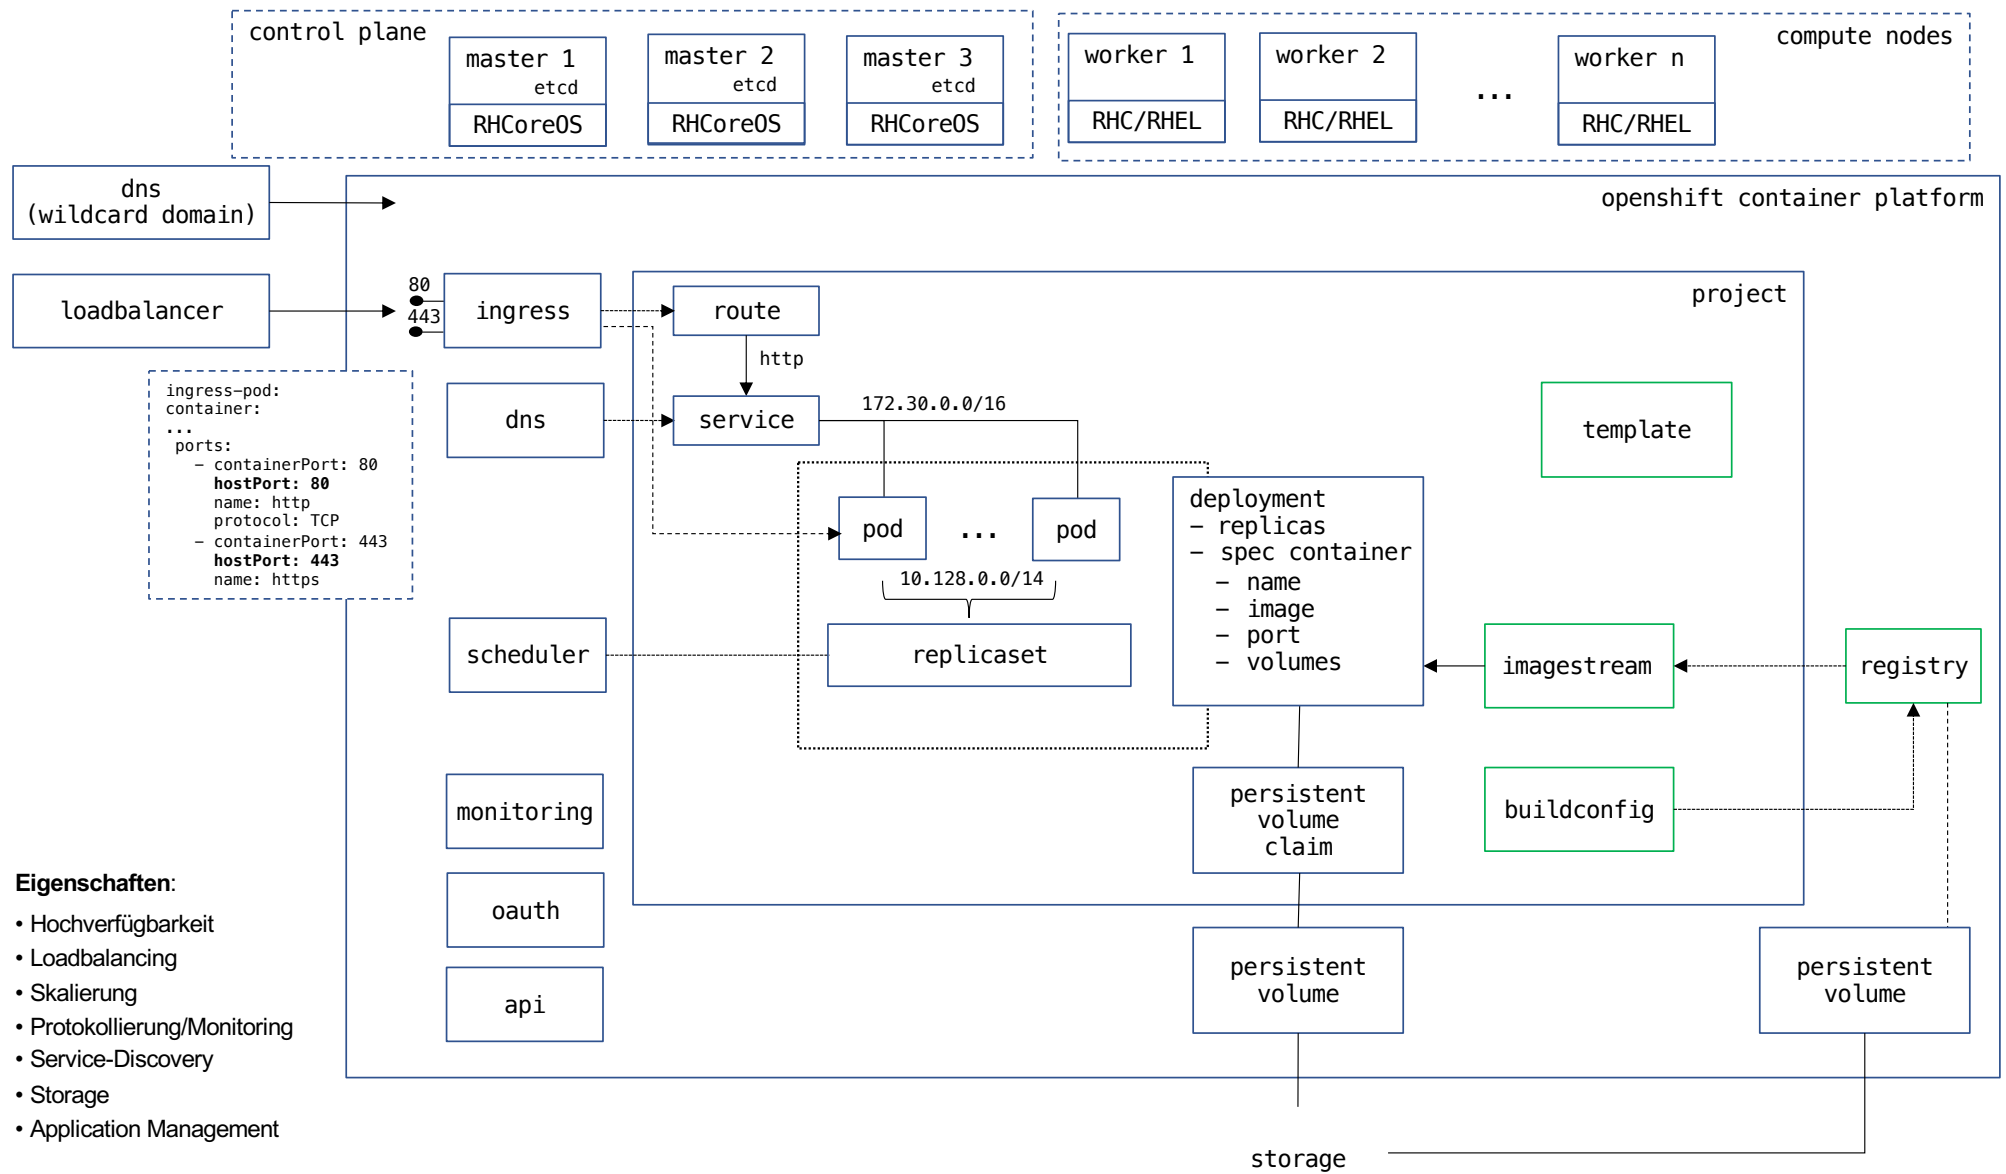 control plane
master 1
etcd
RHCoreOS
master 2
etcd
RHCoreOS
master 3
etcd
RHCoreOS
compute nodes
worker 1
RHC/RHEL
worker 2
RHC/RHEL
...
worker n
RHC/RHEL
dns
(wildcard domain)
openshift container platform
loadbalancer
80
443
ingress
route
project
http
ingress-pod:
container:
...
ports:
- containerPort: 80
hostPort: 80
name: http
protocol: TCP
- containerPort: 443
hostPort: 443
name: https
dns
service
172.30.0.0/16
template
pod
...
pod
10.128.0.0/14
deployment
- replicas
- spec container
- name
- image
- port
- volumes
scheduler
replicaset
imagestream
registry
monitoring
persistent
volume
claim
buildconfig
oauth
api
persistent
volume
persistent
volume
storage
Eigenschaften:
• Hochverfügbarkeit
• Loadbalancing
• Skalierung
• Protokollierung/Monitoring
• Service-Discovery
• Storage
• Application Management